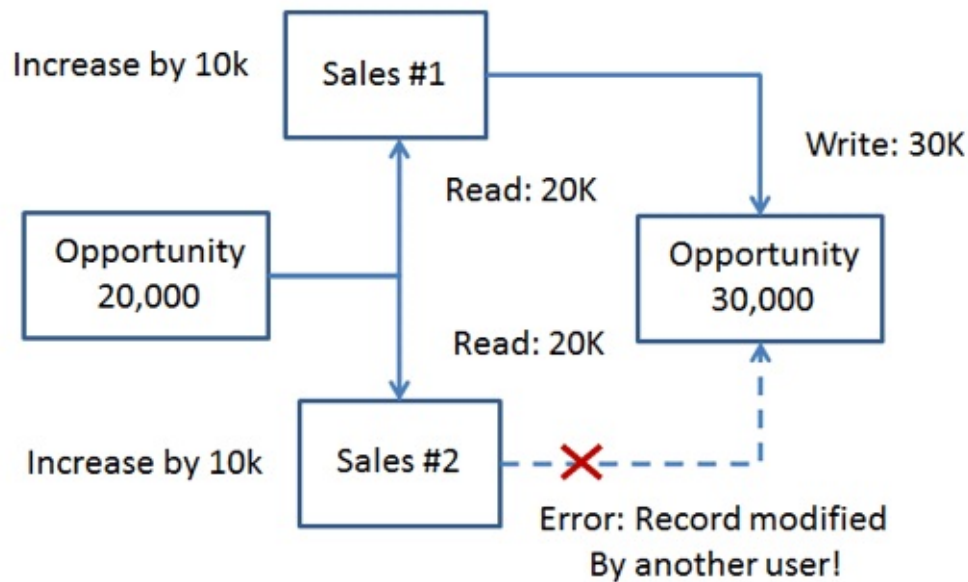 Increase by 10k
Sales #1
Write: 30K
Read: 20K
Opportunity
20,000
Opportunity
30,000
Read: 20K
Increase by 10k
Sales #2
Error: Record modified
By another user!